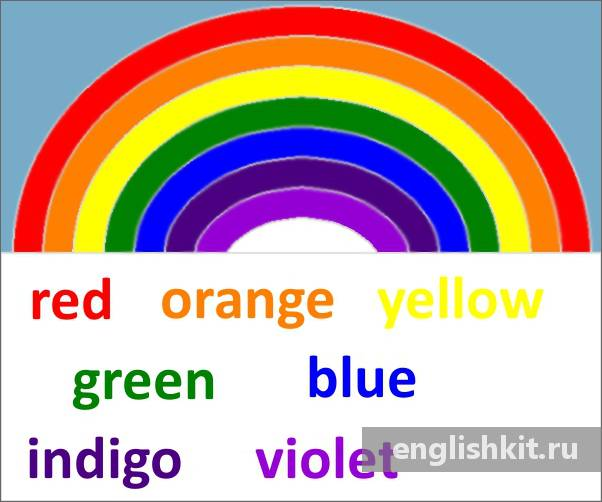 red orange yellow
green blue
indigo violet
englishkit.ru